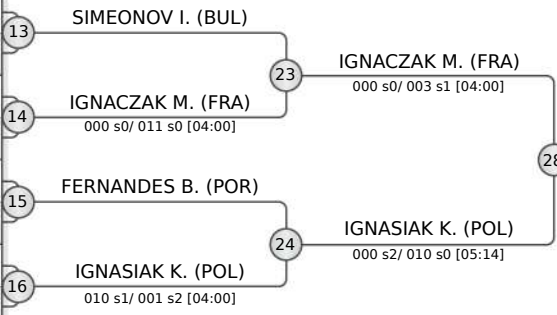 SIMEONOV I. (BUL)
13
IGNACZAK M. (FRA)
23
000 s0/ 003 s1 [04:00]
IGNACZAK M. (FRA)
14
000 s0/ 011 s0 [04:00]
28
FERNANDES B. (POR)
15
IGNASIAK K. (POL)
24
000 s2/ 010 s0 [05:14]
IGNASIAK K. (POL)
16
010 s1/ 001 s2 [04:00]